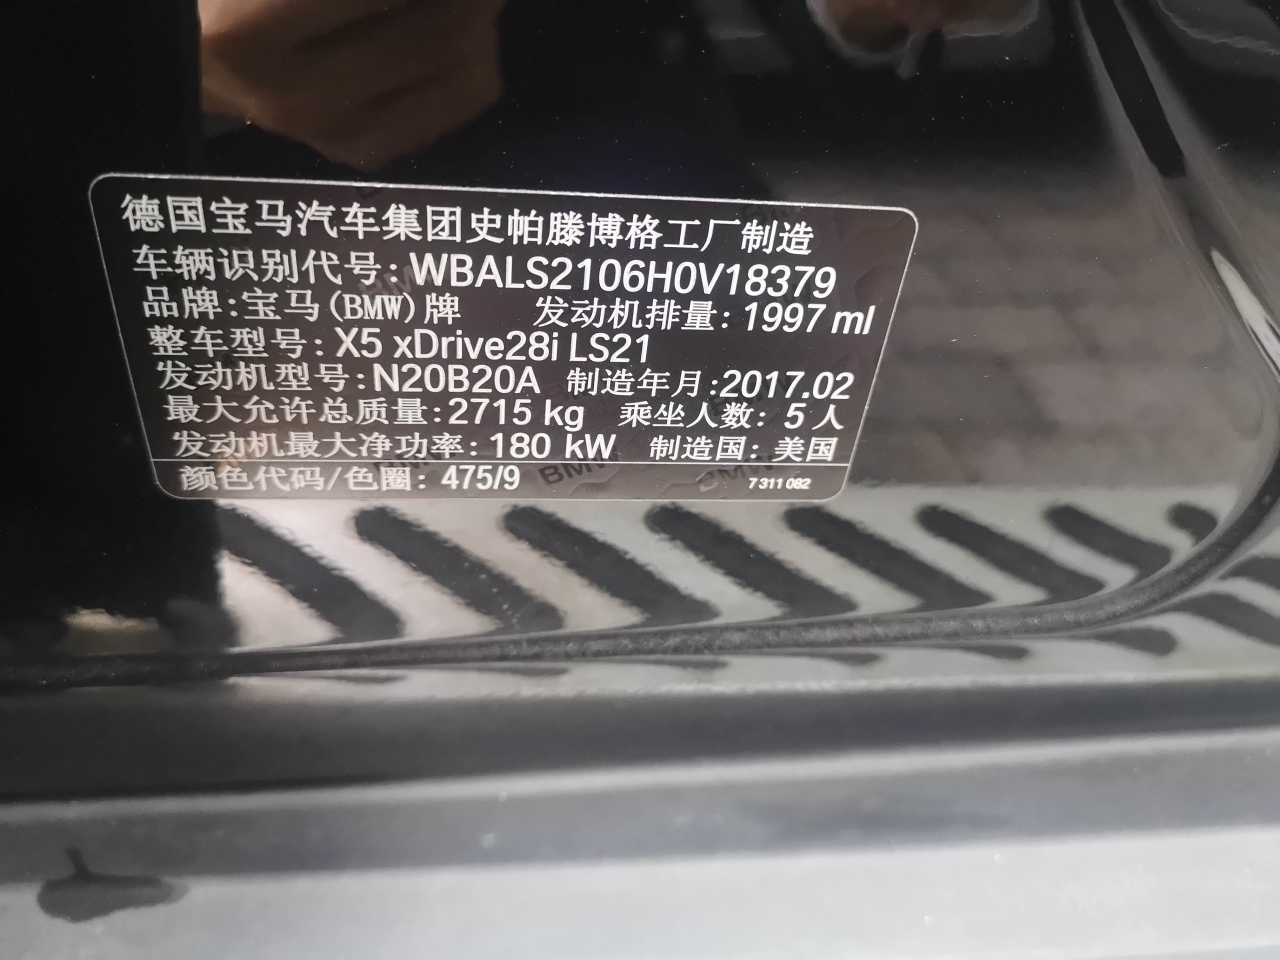 德国宝马汽车集团史帕滕博格工厂制造
车辆识别代号:WBALS2106H0V18379
品牌:宝马(BMW)牌 发动机排量:1997 ml
整车型号:X5 xDrive28i LS21
发动机型号:N20B20A 制造年月:2017.02
最大允许总质量:2715 kg 乘坐人数: 5人
发动机最大净功率:180 kW 制造国:美国
颜色代码/色圈: 475/9 7 311 082